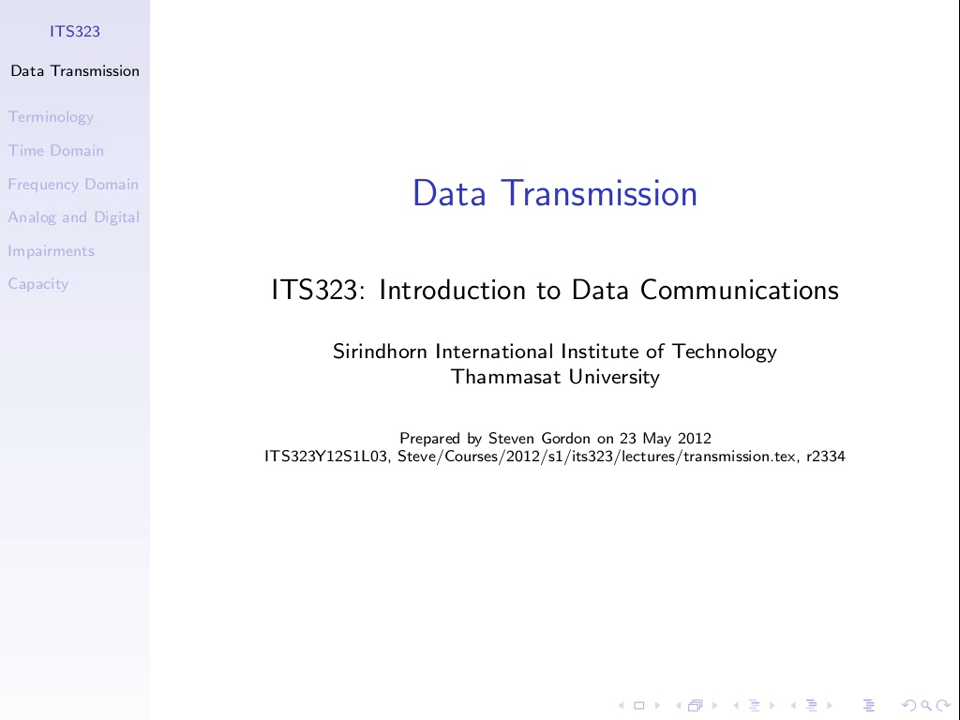 ITS323
Data Transmission
Terminology
Time Domain
Frequency Domain
Analog and Digital
Impairments
Capacity
Data Transmission
ITS323: Introduction to Data Communications
Sirindhorn International Institute of Technology
Thammasat University
Prepared by Steven Gordon on 23 May 2012
ITS323Y12S1L03, Steve/Courses/2012/s1/its323/lectures/transmission.tex, r2334